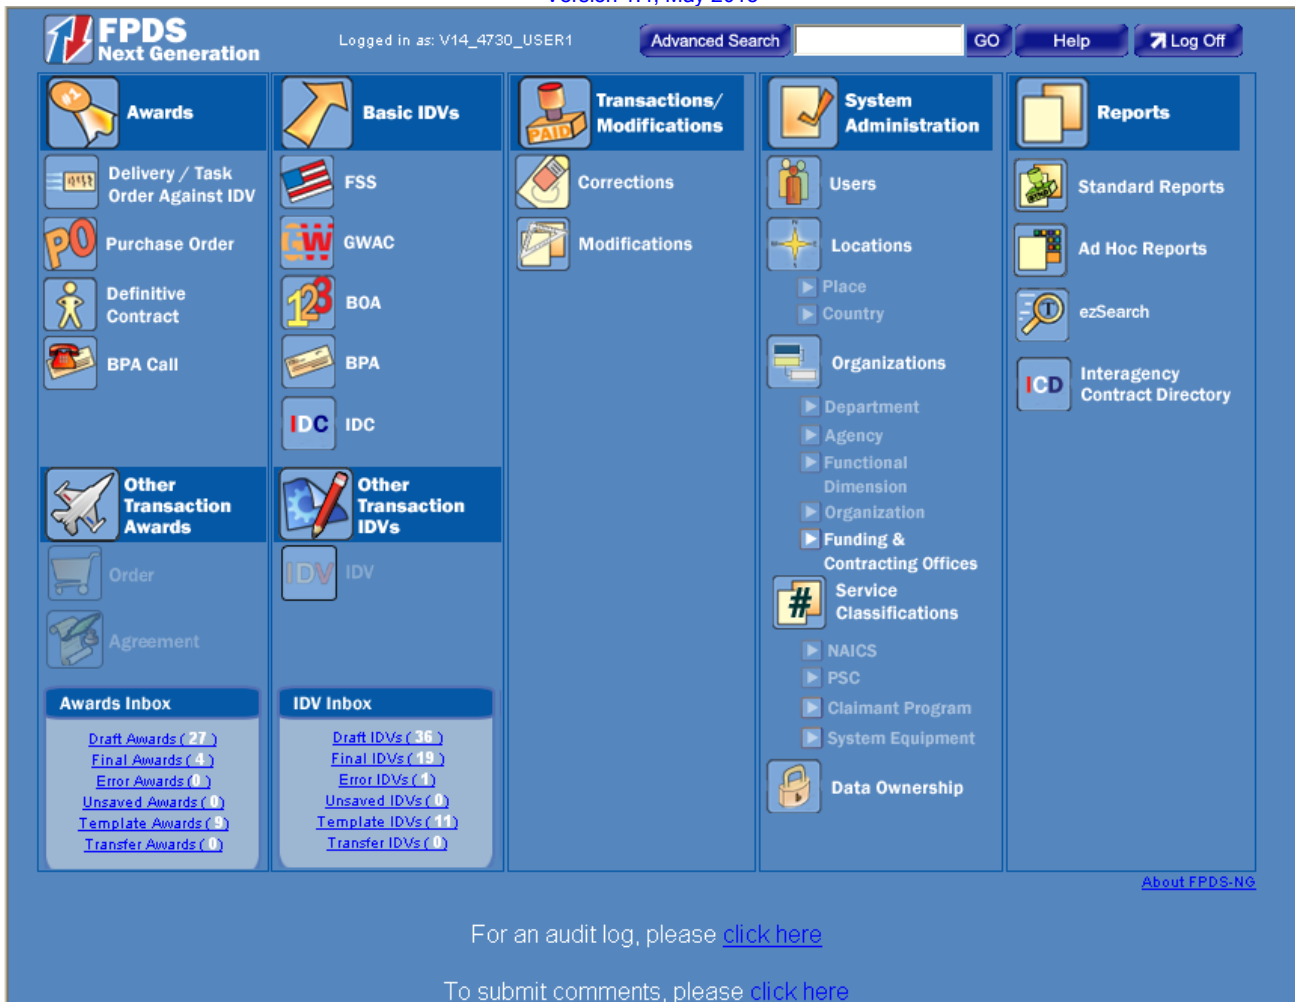 FPDS
Next Generation
Logged in as: V14_4730_USER1
Advanced Search
GO
Help
Log Off
#1
Awards
Delivery / Task
Order Against IDV
PO
Purchase Order
Definitive
Contract
BPA Call
Other
Transaction
Awards
Order
Agreement
Awards Inbox
Draft Awards ( 27 )
Final Awards ( 4 )
Error Awards ( 0 )
Unsaved Awards ( 0 )
Template Awards ( 9 )
Transfer Awards ( 0 )
Basic IDVs
FSS
GW
GWAC
123
BOA
BPA
IDC
IDC
Other
Transaction
IDVs
IDV
IDV
IDV Inbox
Draft IDVs ( 36 )
Final IDVs ( 19 )
Error IDVs ( 1 )
Unsaved IDVs ( 0 )
Template IDVs ( 11 )
Transfer IDVs ( 0 )
PAID
Transactions/
Modifications
Corrections
Modifications
System
Administration
Users
Locations
Place
Country
Organizations
Department
Agency
Functional
Dimension
Organization
Funding &
Contracting Offices
#
Service
Classifications
NAICS
PSC
Claimant Program
System Equipment
Data Ownership
Reports
Standard Reports
Ad Hoc Reports
T
ezSearch
ICD
Interagency
Contract Directory
About FPDS-NG
For an audit log, please click here
To submit comments, please click here